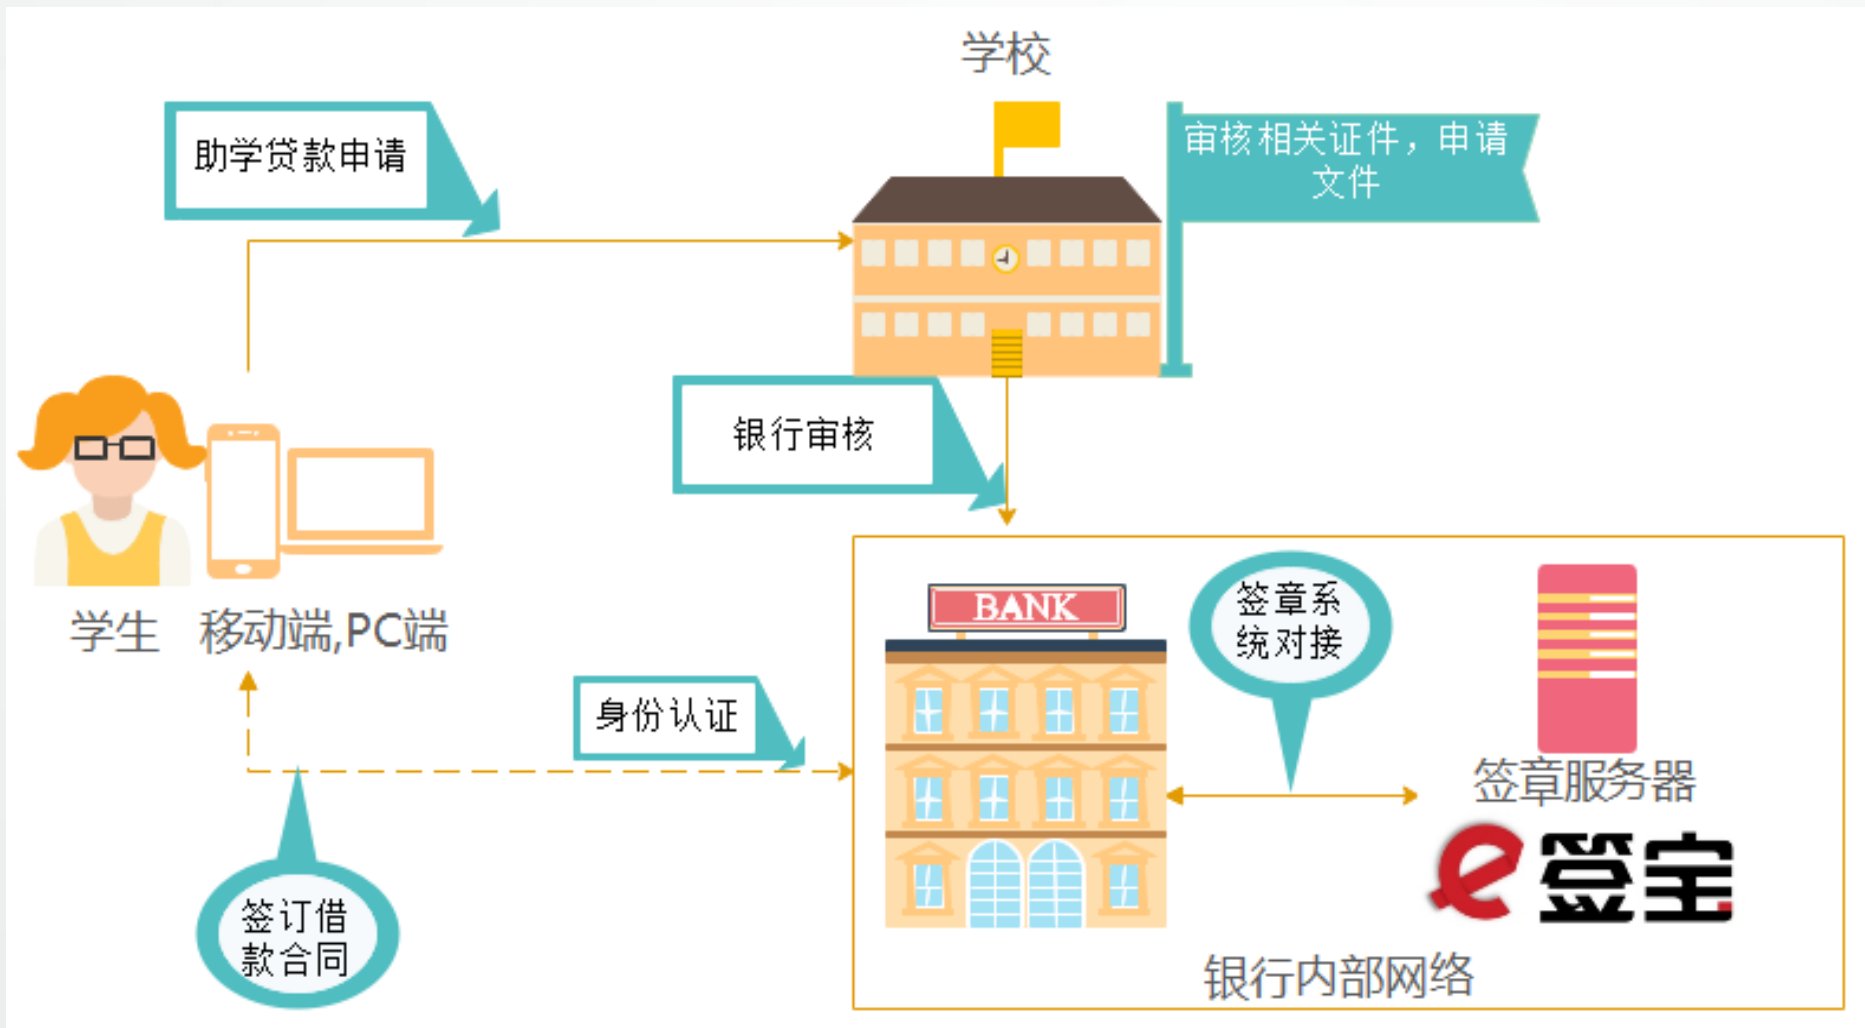 学校
助学贷款申请
审核相关证件，申请
文件
银行审核
学生
移动端,PC端
BANK
签章系
统对接
身份认证
签章服务器
e签宝
签订借
款合同
银行内部网络